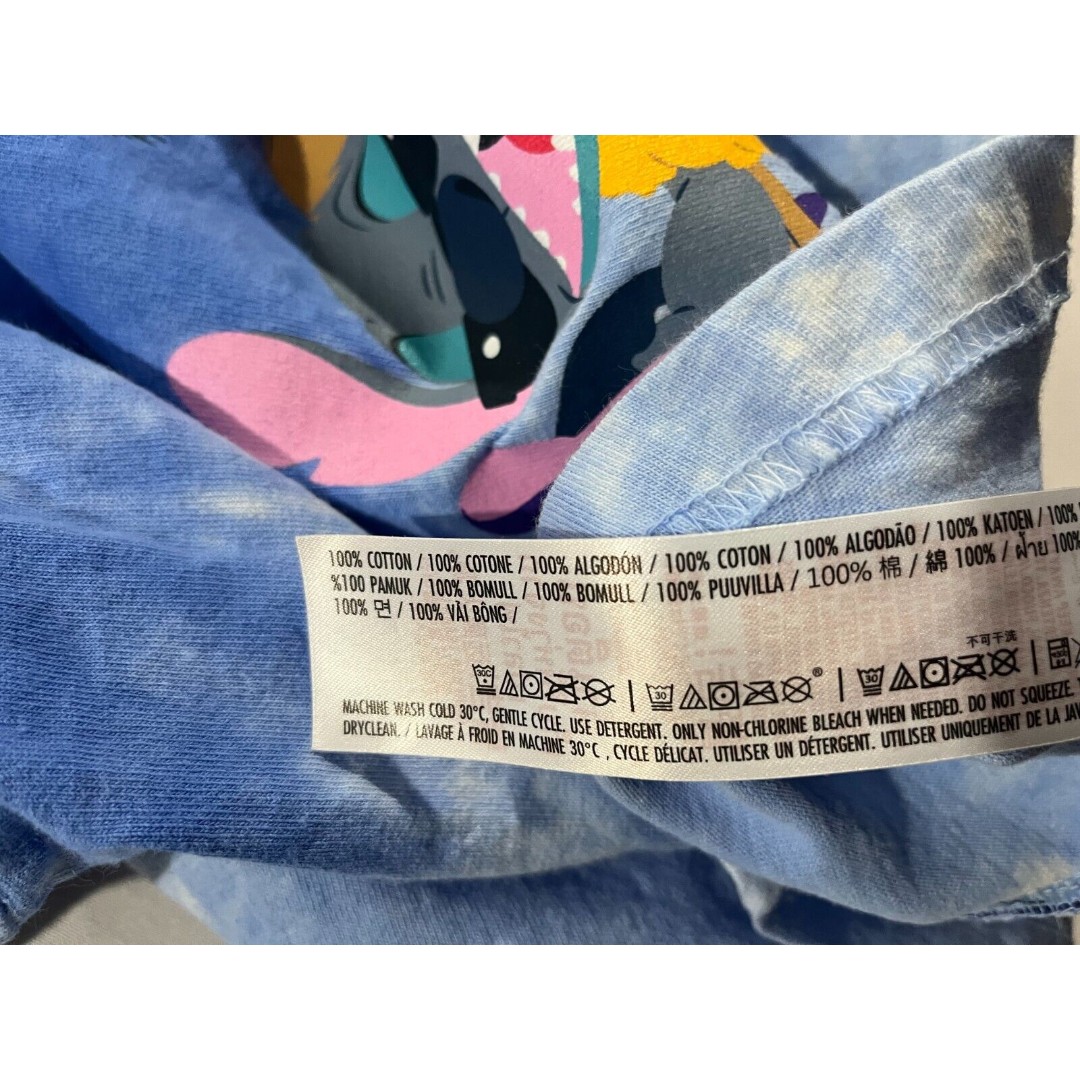 100% COTTON / 100% COTONE / 100% ALGODÓN / 100% COTON / 100% ALGODÃO / 100% KATOEN / 100%
%100 PAMUK / 100% BOMULL / 100% BOMULL / 100% PUUVILLA / 100% 棉 / 綿 100% / ฝ้าย 100%
100% 면 / 100% VẢI BÔNG /
不可干洗
30C 30 ® 30
MACHINE WASH COLD 30°C, GENTLE CYCLE. USE DETERGENT. ONLY NON-CHLORINE BLEACH WHEN NEEDED. DO NOT SQUEEZE.
DRYCLEAN. / LAVAGE À FROID EN MACHINE 30°C , CYCLE DÉLICAT. UTILISER UN DÉTERGENT. UTILISER UNIQUEMENT DE LA JAV